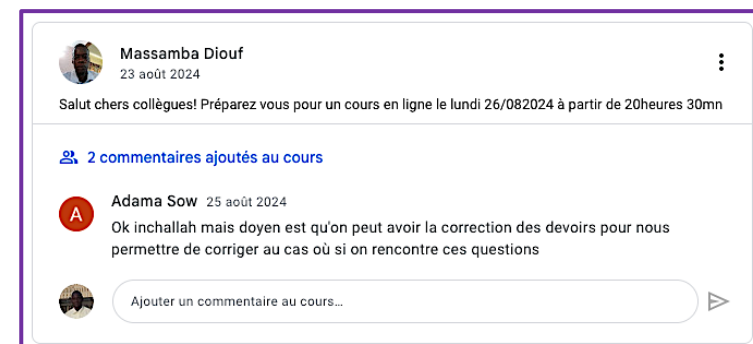 Massamba Diouf
23 août 2024
Salut chers collègues! Préparez vous pour un cours en ligne le lundi 26/082024 à partir de 20heures 30mn
2 commentaires ajoutés au cours
Adama Sow 25 août 2024
A
Ok inchallah mais doyen est qu'on peut avoir la correction des devoirs pour nous
permettre de corriger au cas où si on rencontre ces questions
Ajouter un commentaire au cours...